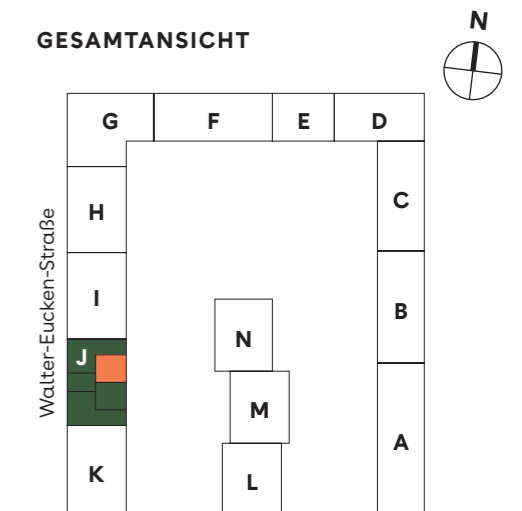 N
GESAMTANSICHT
G
F
E
D
C
H
Walter-Eucken-Straße
I
B
N
J
M
A
K
L